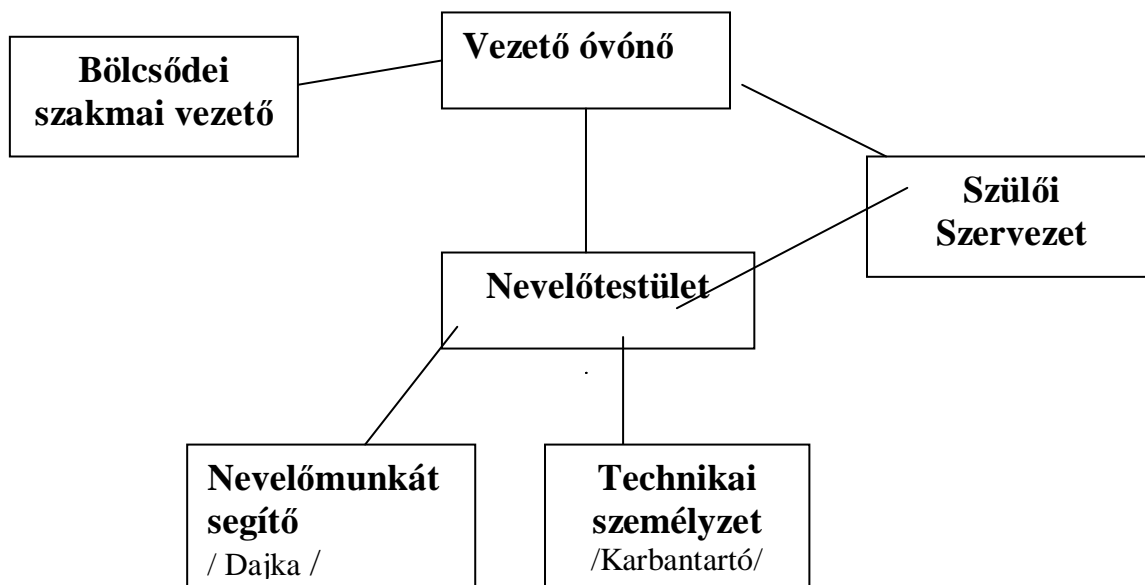 Vezető óvónő
Bölcsődei
szakmai vezető
Szülői
Szervezet
Nevelőtestület
.
Nevelőmunkát
segítő
/ Dajka /
Technikai
személyzet
/Karbantartó/